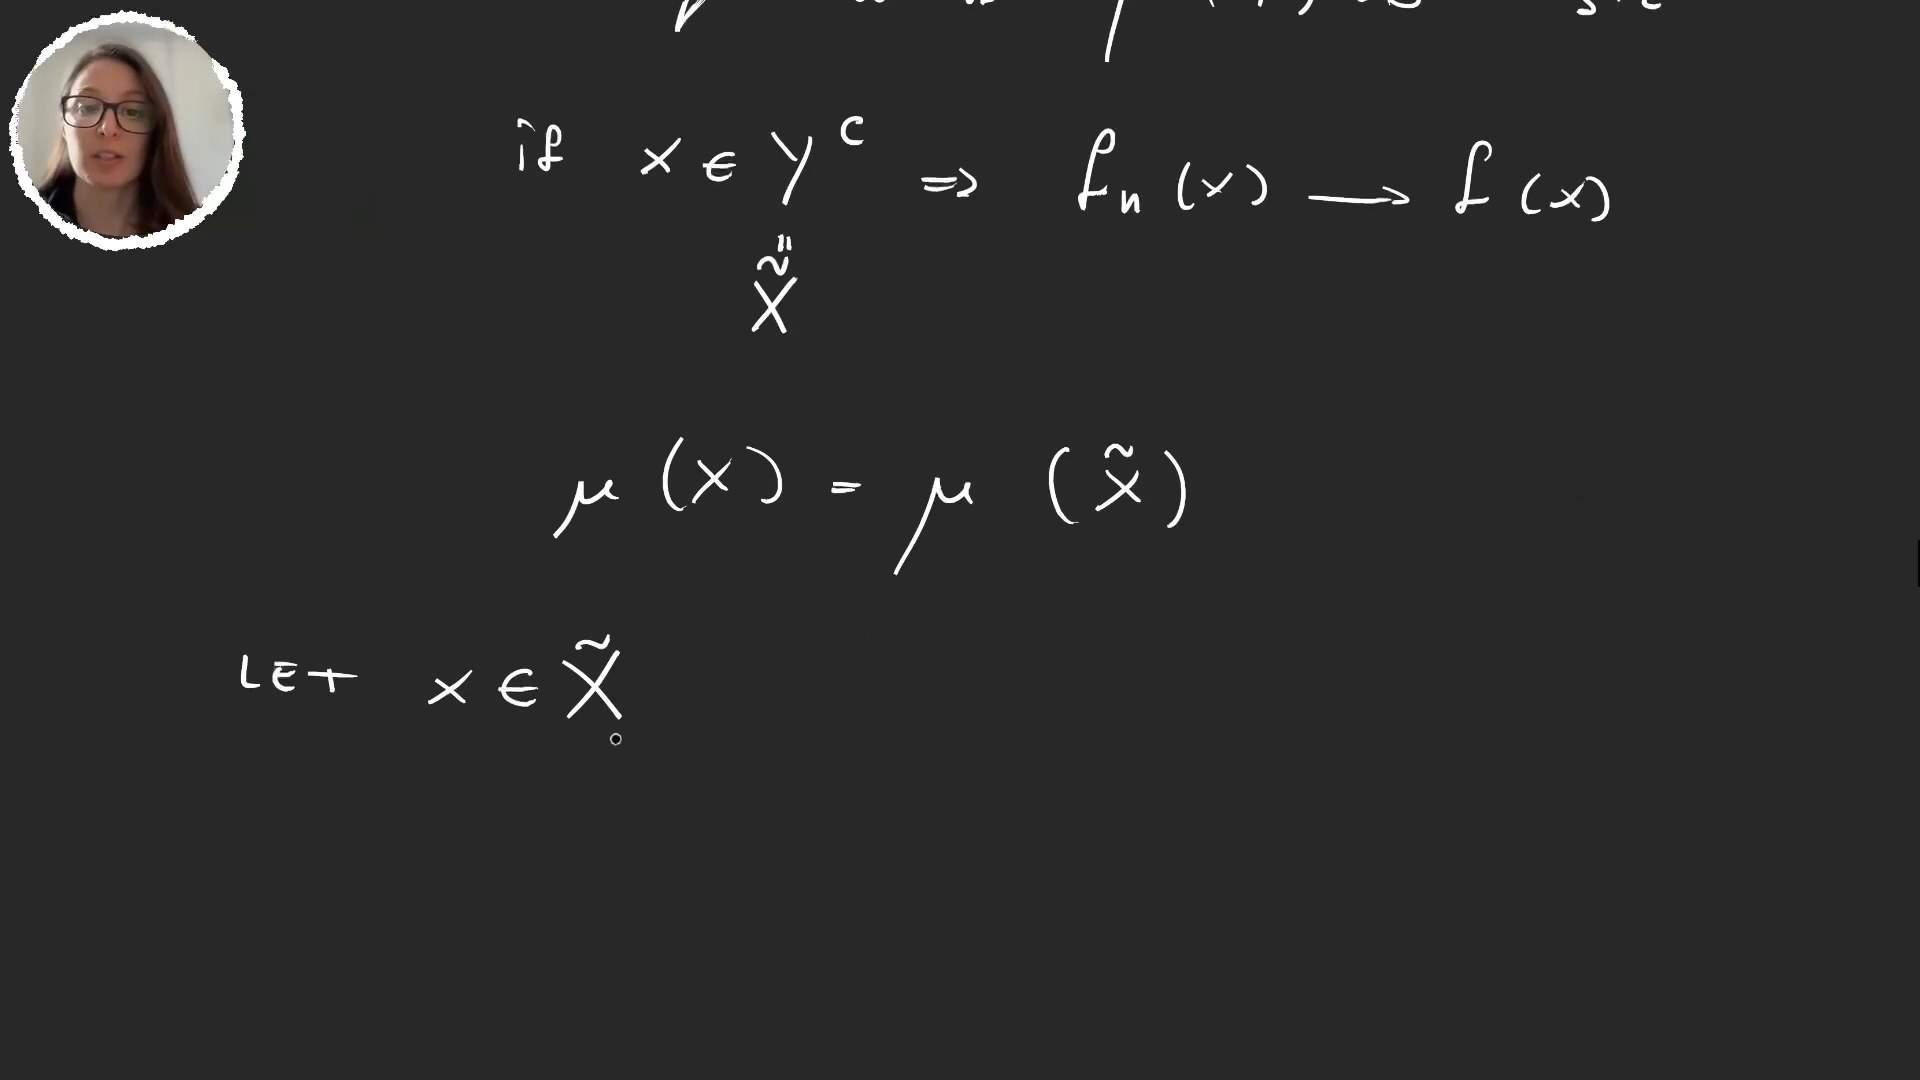 if x ∈ Y^c ⇒ f_n (x) ⟶ f (x)
=
X̃
μ (X) = μ (X̃)
LET x ∈ X̃